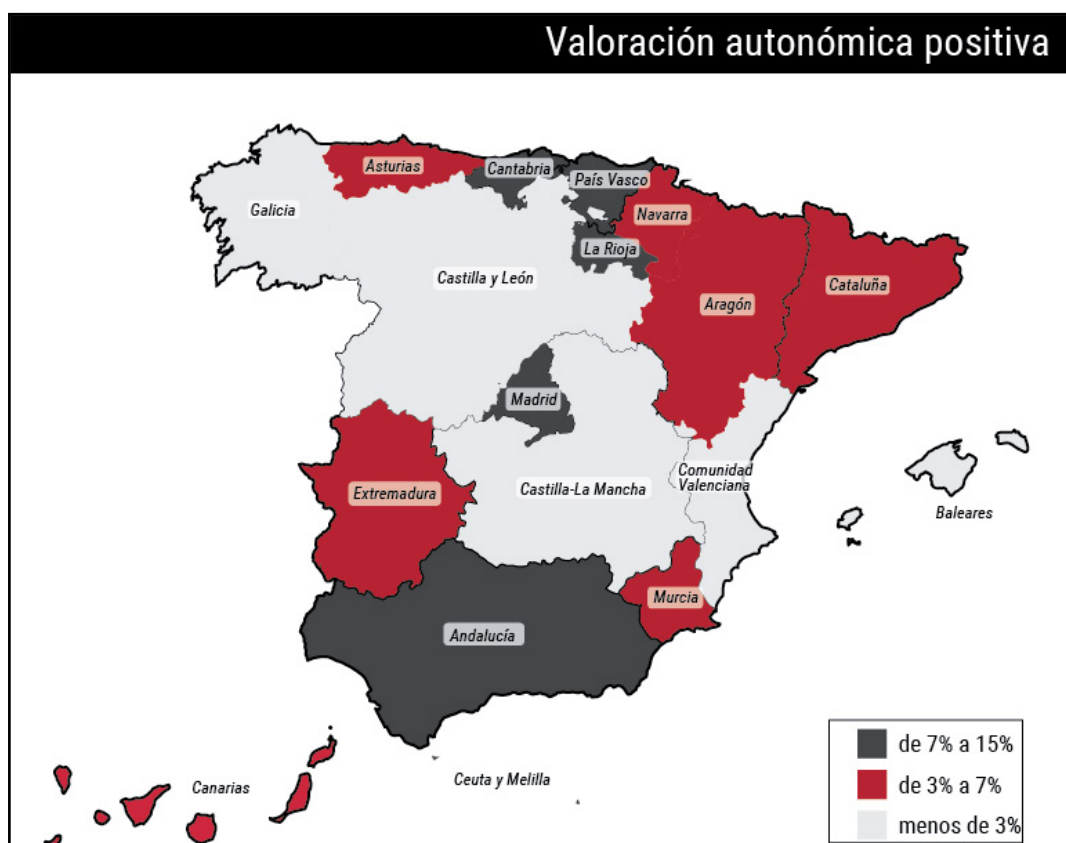 Valoración autonómica positiva
Asturias
Cantabria
País Vasco
Galicia
Navarra
La Rioja
Castilla y León
Cataluña
Aragón
Madrid
Comunidad
Valenciana
Castilla-La Mancha
Extremadura
Baleares
Murcia
Andalucía
de 7% a 15%
Ceuta y Melilla
Canarias
de 3% a 7%
menos de 3%